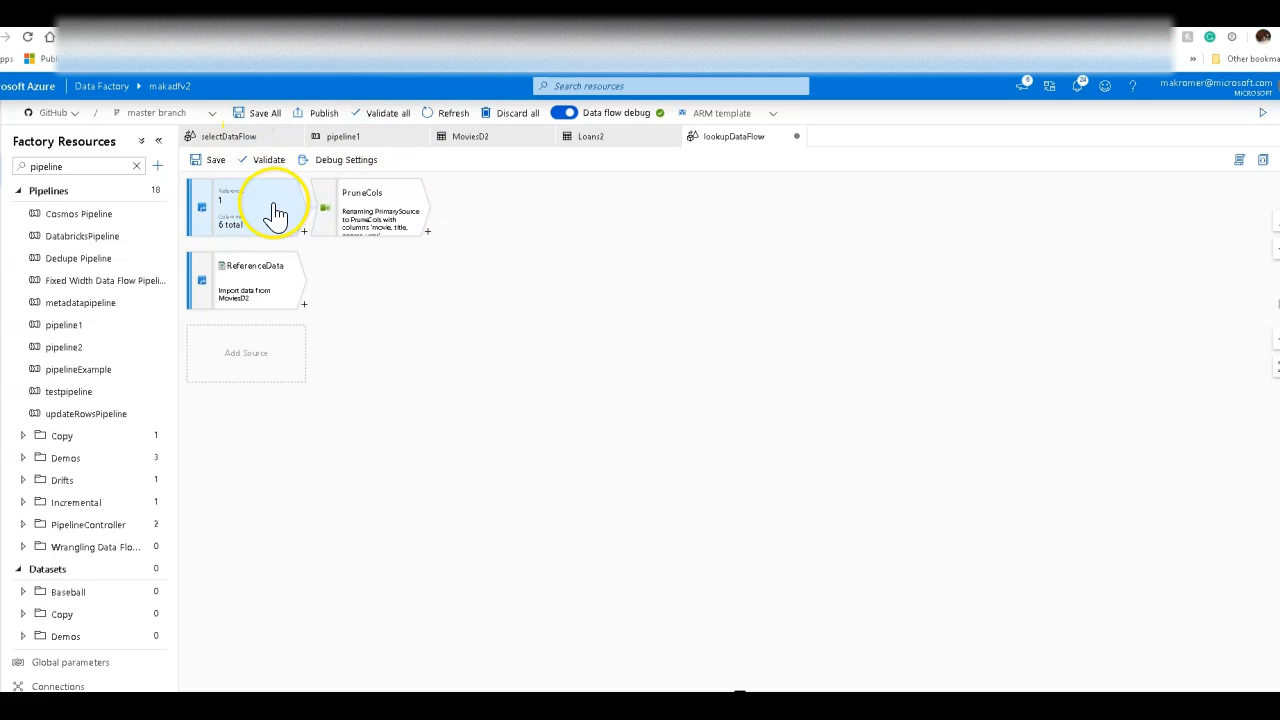 apps
Publ
»
Other bookma
rosoft Azure
Data Factory
makadfv2
Search resources
6
24
?
makromer@microsoft.com
MICROSOFT
GitHub
master branch
Save All
Publish
Validate all
Refresh
Discard all
Data flow debug
ARM template
Factory Resources
selectDataFlow
pipeline1
MoviesD2
Loans2
lookupDataFlow
pipeline
Save
Validate
Debug Settings
Pipelines 18
Cosmos Pipeline
DatabricksPipeline
Dedupe Pipeline
Fixed Width Data Flow Pipeli...
metadatapipeline
pipeline1
pipeline2
pipelineExample
testpipeline
updateRowsPipeline
Copy 1
Demos 3
Drifts 1
Incremental 1
PipelineController 2
Wrangling Data Flo... 0
Datasets 0
Baseball 0
Copy 0
Demos 0
Global parameters
Connections
1
6 total
+
PruneCols
Renaming PrimarySource
to PruneCols with
columns 'movie, title,
+
ReferenceData
Import data from
MoviesD2
+
Add Source